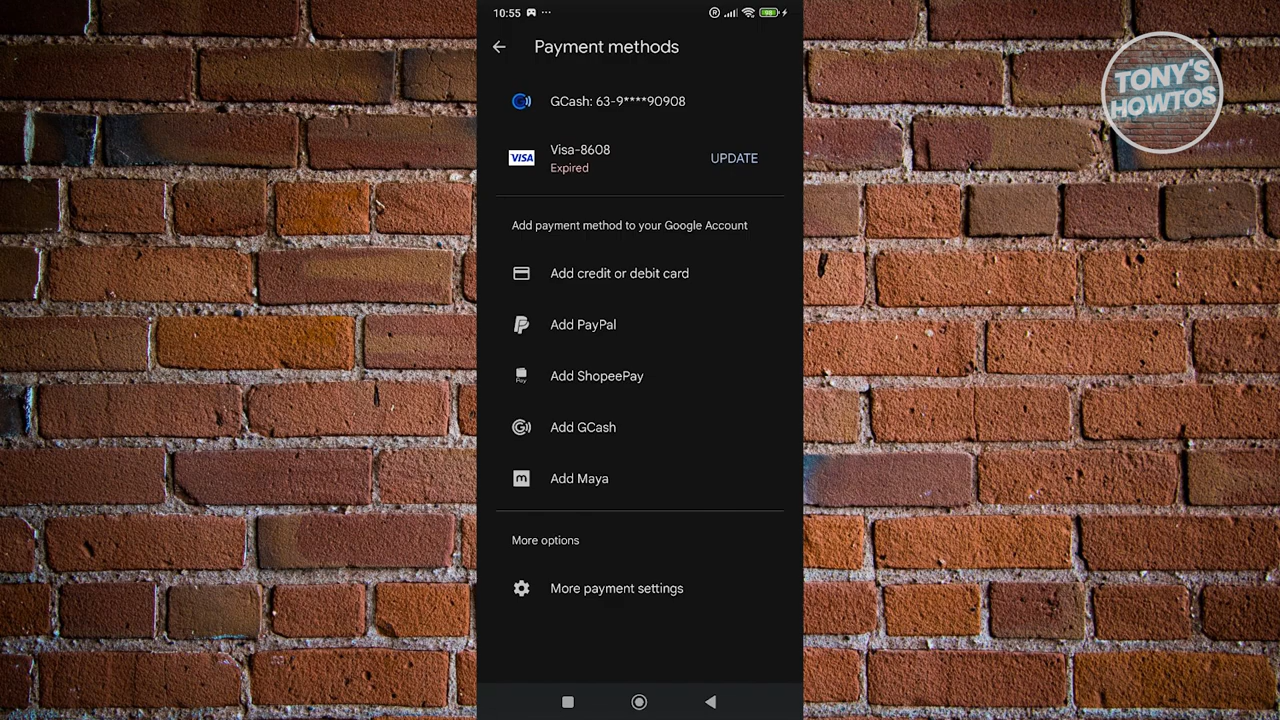 10:55
Payment methods
GCash: 63-9****90908
VISA
Visa-8608
Expired
UPDATE
Add payment method to your Google Account
Add credit or debit card
Add PayPal
Pay
Add ShopeePay
Add GCash
Add Maya
More options
More payment settings
TONY'S
HOWTOS